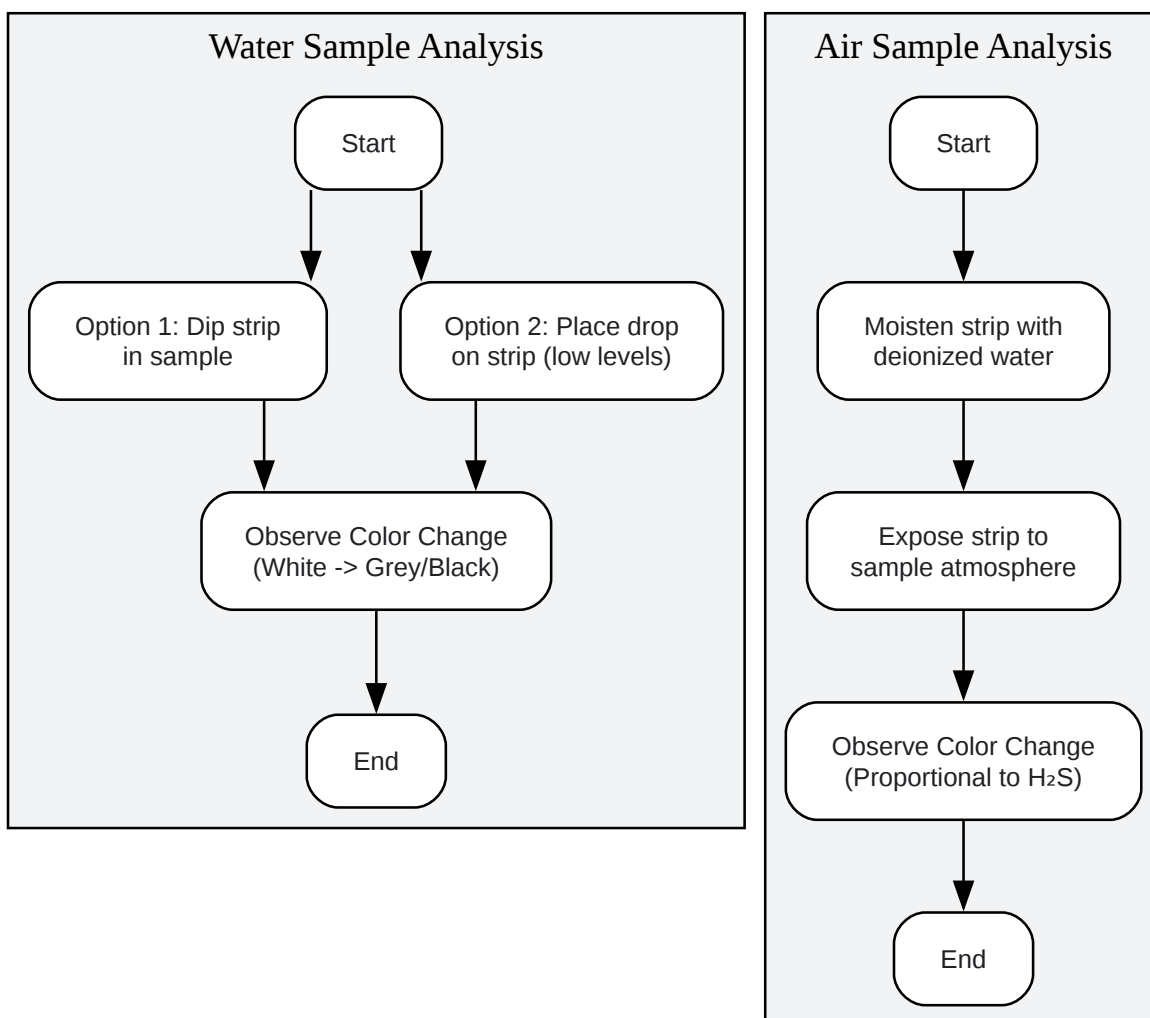 Water Sample Analysis
Start
Option 1: Dip strip
in sample
Option 2: Place drop
on strip (low levels)
Observe Color Change
(White -> Grey/Black)
End
Air Sample Analysis
Start
Moisten strip with
deionized water
Expose strip to
sample atmosphere
Observe Color Change
(Proportional to H₂S)
End